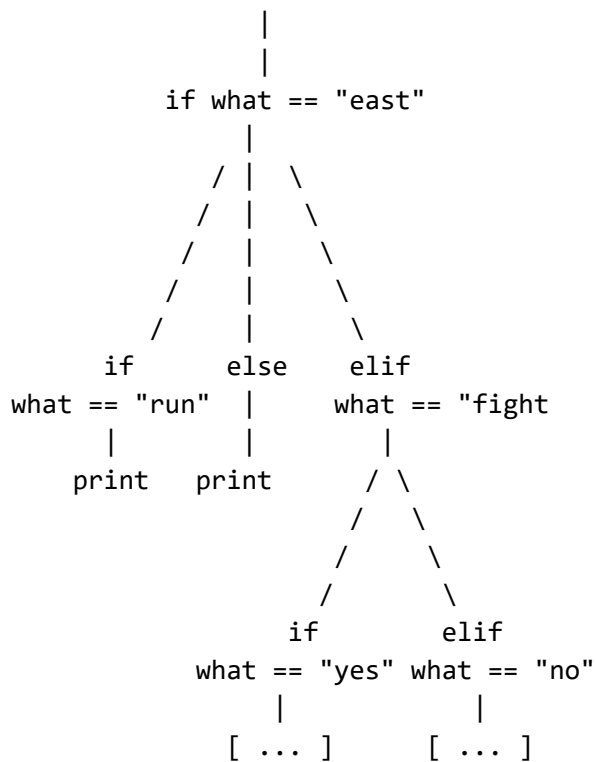 if what == "east"
if else elif
what == "run" what == "fight
print print
if elif
what == "yes" what == "no"
[ ... ] [ ... ]